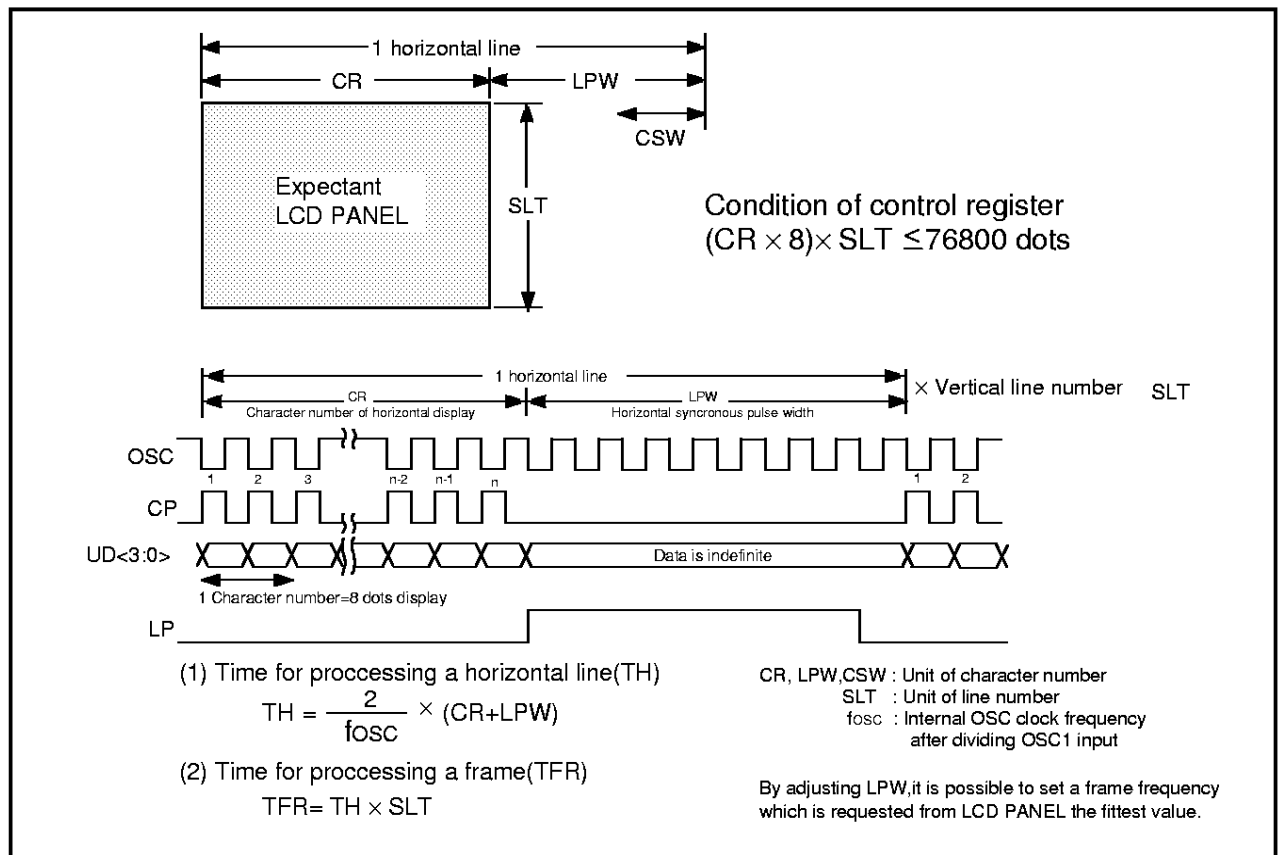 1 horizontal line
CR
LPW
CSW
Expectant
LCD PANEL
SLT
Condition of control register
(CR × 8)× SLT ≤76800 dots
1 horizontal line
× Vertical line number SLT
CR
Character number of horizontal display
LPW
Horizontal syncronous pulse width
OSC
1 2 3 n-2 n-1 n 1 2
CP
UD<3:0>
Data is indefinite
1 Character number=8 dots display
LP
(1) Time for proccessing a horizontal line(TH)
TH = 2/fosc × (CR+LPW)
(2) Time for proccessing a frame(TFR)
TFR= TH × SLT
CR, LPW,CSW : Unit of character number
SLT : Unit of line number
fosc : Internal OSC clock frequency
after dividing OSC1 input
By adjusting LPW,it is possible to set a frame frequency
which is requested from LCD PANEL the fittest value.